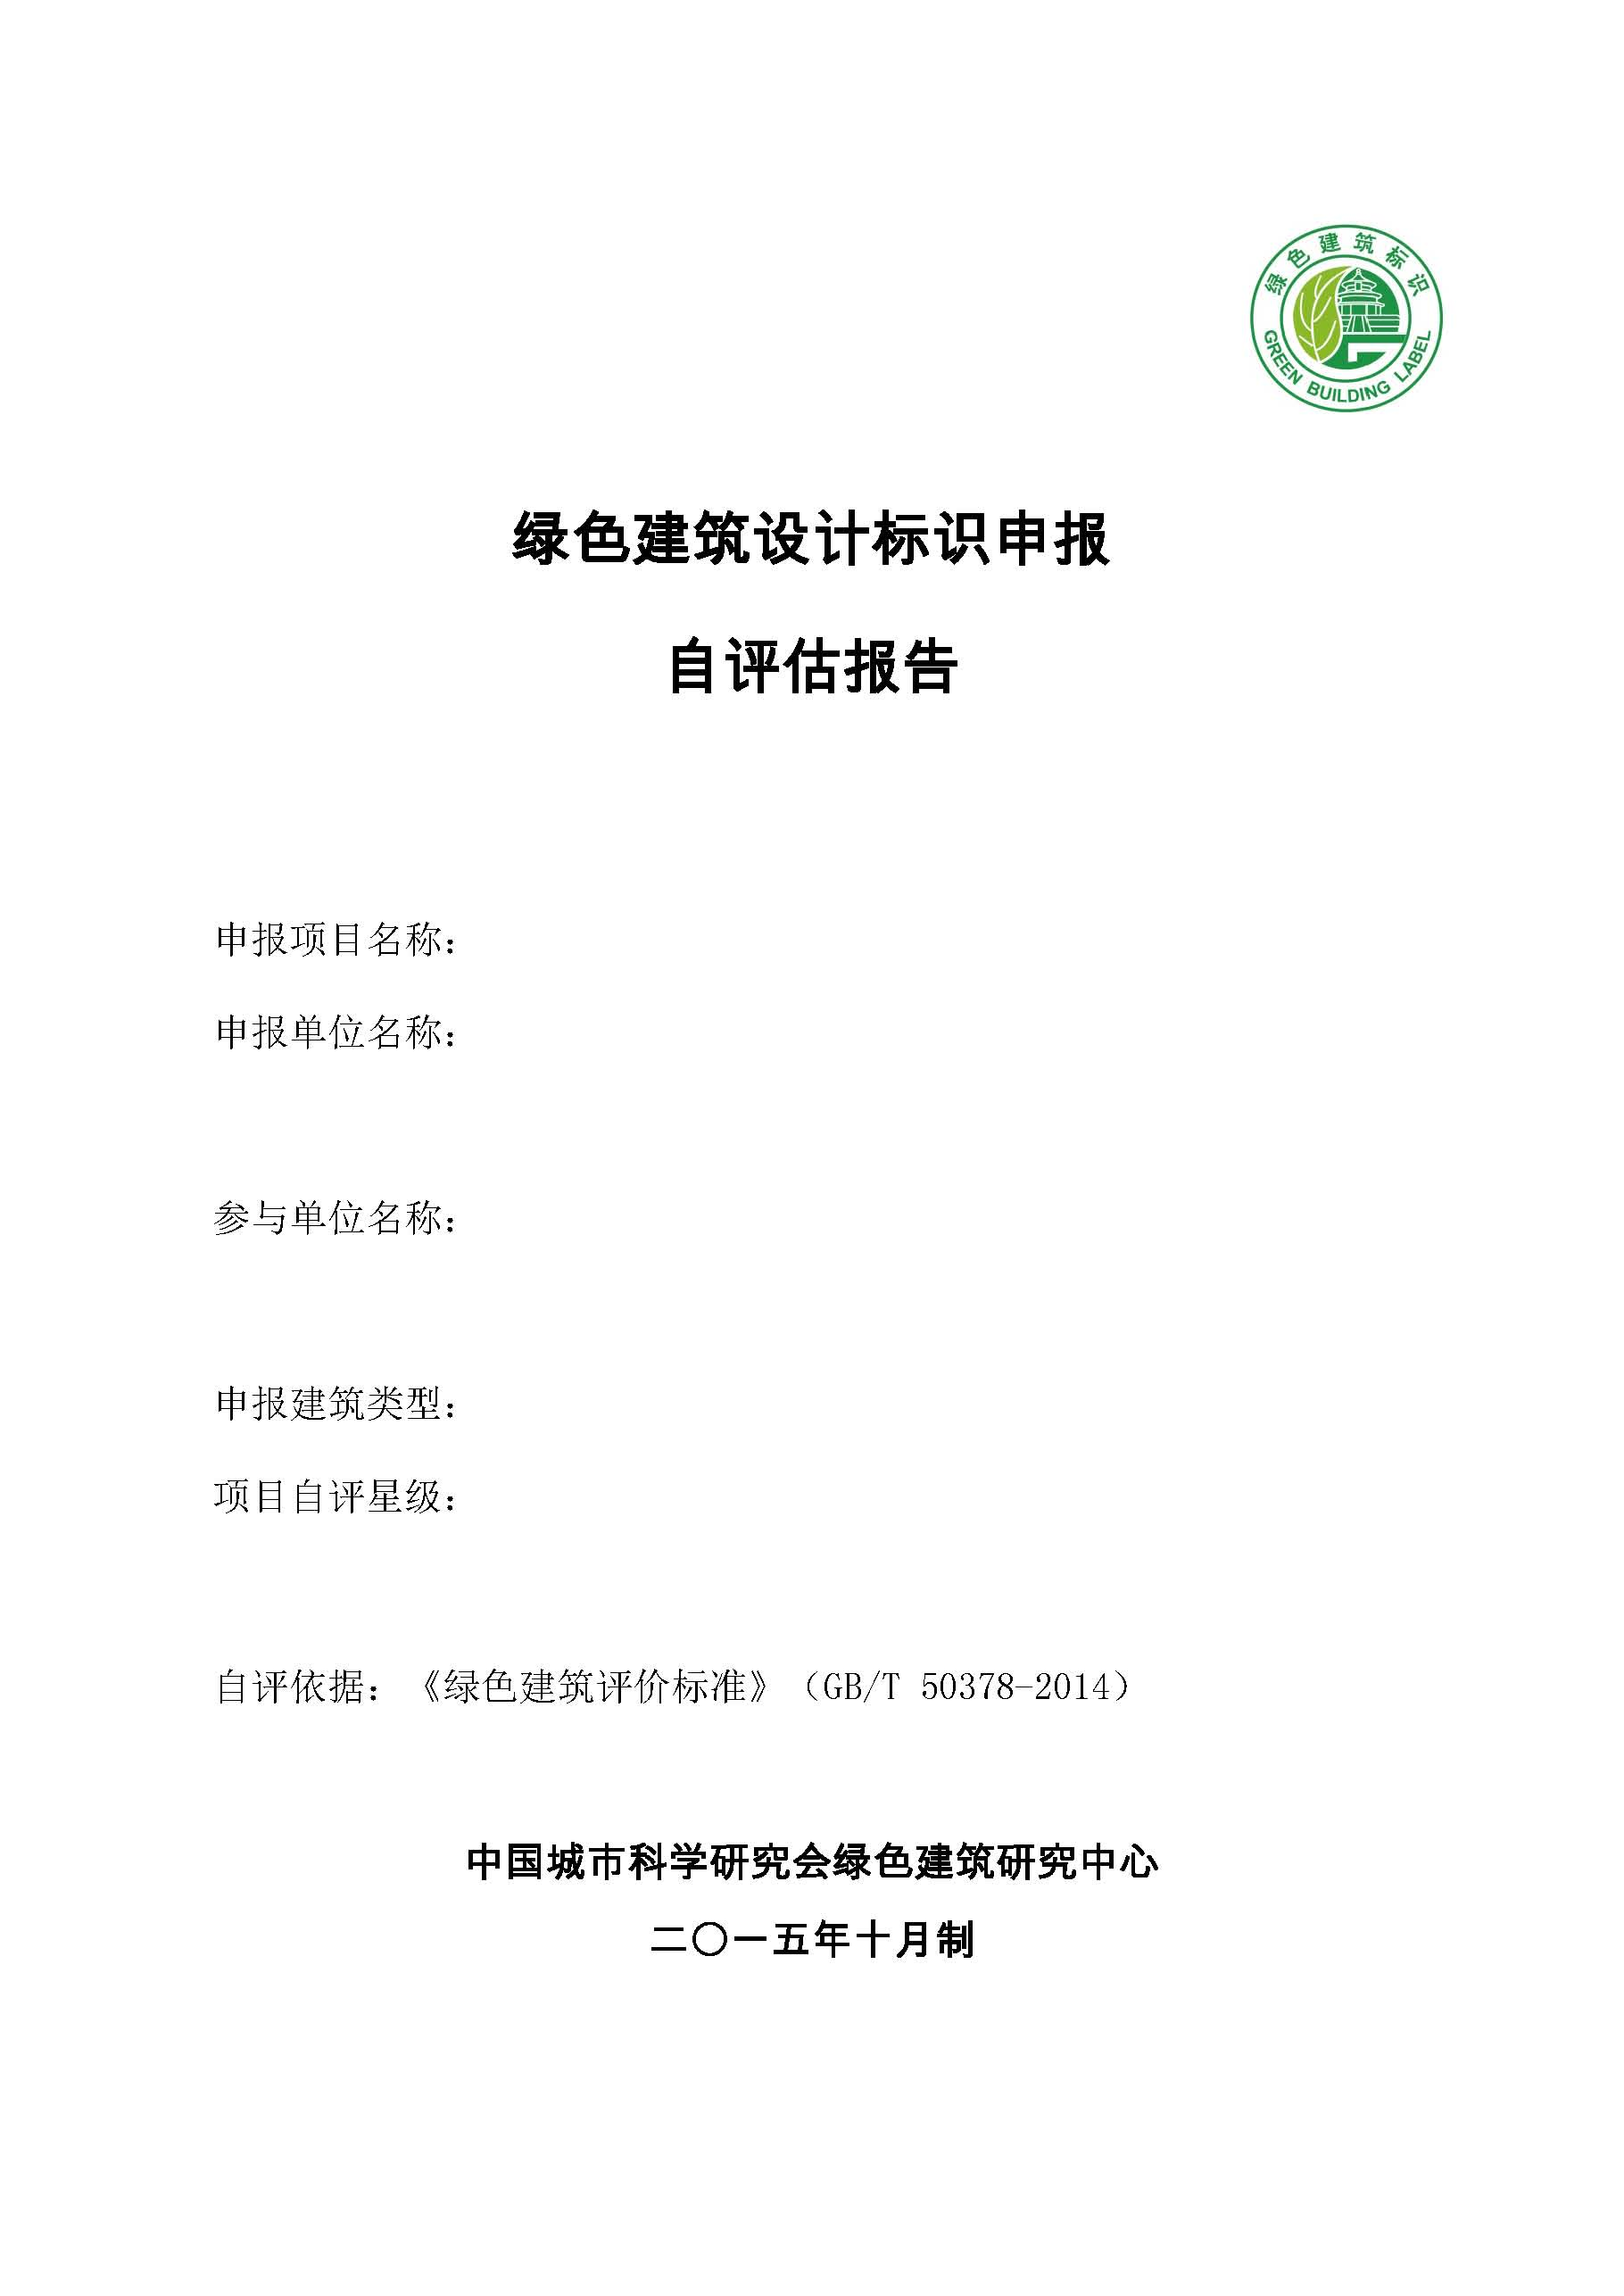 绿色建筑标识
GREEN BUILDING LABEL
绿色建筑设计标识申报
自评估报告
申报项目名称：
申报单位名称：
参与单位名称：
申报建筑类型：
项目自评星级：
自评依据：《绿色建筑评价标准》（GB/T 50378-2014）
中国城市科学研究会绿色建筑研究中心
二〇一五年十月制